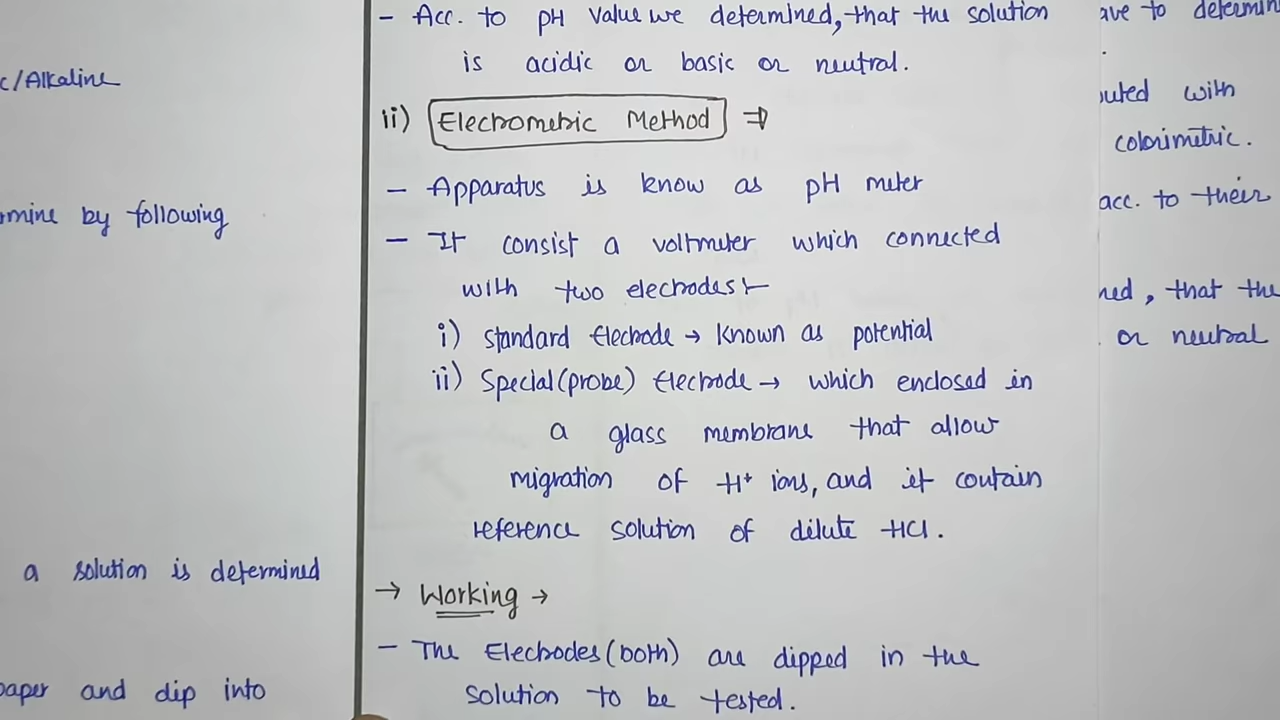 - Acc. to pH value we determined, that the solution
is acidic or basic or neutral.
ii) Elecromeric Method ⇒
- Apparatus is know as pH meter
- It consist a voltmeter which connected
with two electrodes:-
i) Standard Electrode → known as potential
ii) Special(probe) Electrode → which enclosed in
a glass membrane that allow
migration of H+ ions, and it contain
reference solution of dilute HCl.
→ Working →
- The Electrodes(both) are dipped in the
solution to be tested.
c/Alkaline
mine by following
a solution is determined
paper and dip into
ave to determin
.
uted with
colorimetric.
acc. to their
ned, that the
. or neutral